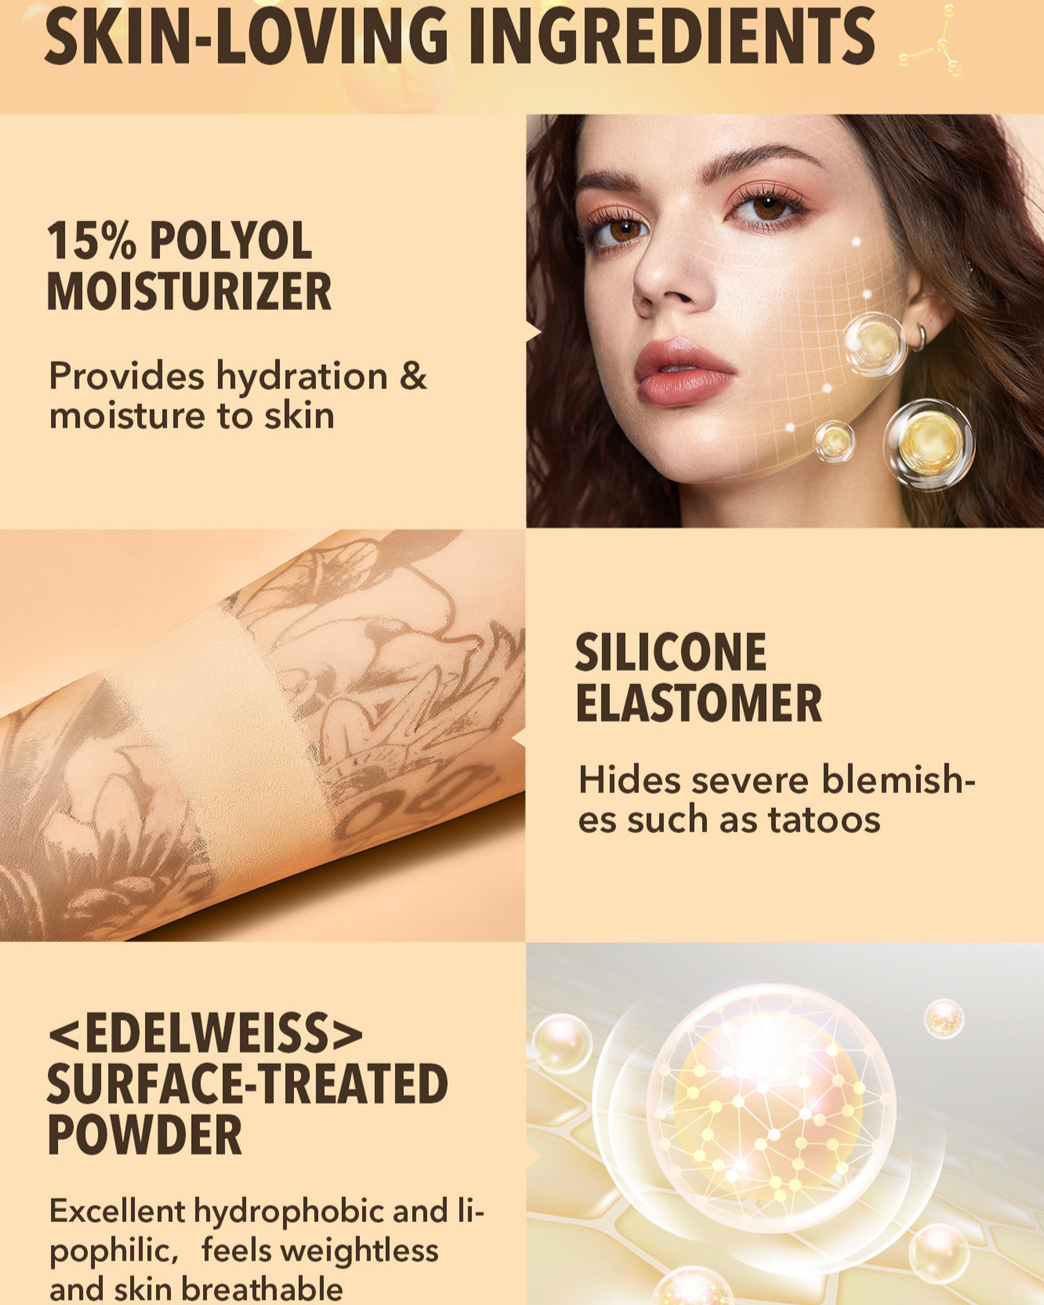 SKIN-LOVING INGREDIENTS
15% POLYOL
MOISTURIZER
Provides hydration &
moisture to skin
SILICONE
ELASTOMER
Hides severe blemish-
es such as tatoos
<EDELWEISS>
SURFACE-TREATED
POWDER
Excellent hydrophobic and li-
pophilic, feels weightless
and skin breathable